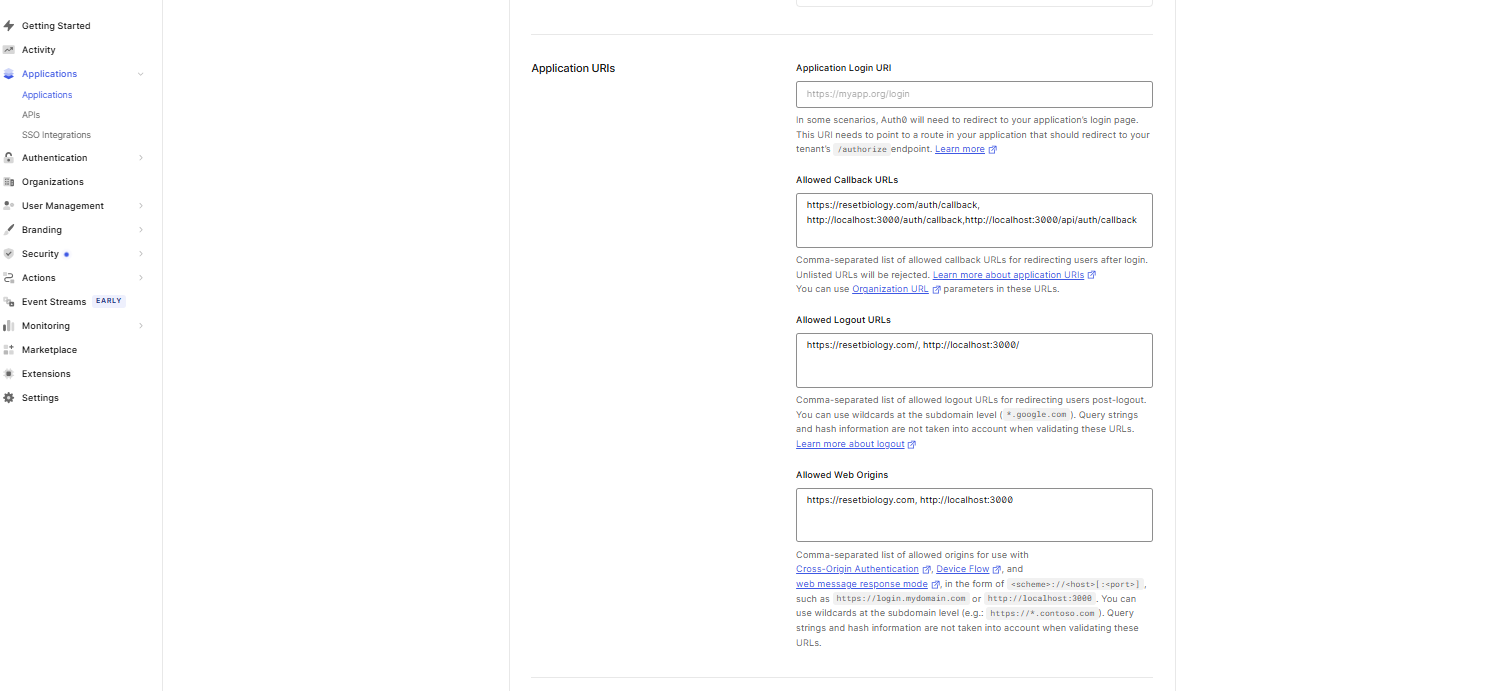 Getting Started
Activity
Applications
Applications
APIs
SSO Integrations
Authentication
Organizations
User Management
Branding
Security
Actions
Event Streams EARLY
Monitoring
Marketplace
Extensions
Settings
Application URIs
Application Login URI
https://myapp.org/login
In some scenarios, Auth0 will need to redirect to your application's login page.
This URI needs to point to a route in your application that should redirect to your
tenant's /authorize endpoint. Learn more
Allowed Callback URLs
https://resetbiology.com/auth/callback,
http://localhost:3000/auth/callback,http://localhost:3000/api/auth/callback
Comma-separated list of allowed callback URLs for redirecting users after login.
Unlisted URLs will be rejected. Learn more about application URIs
You can use Organization URL parameters in these URLs.
Allowed Logout URLs
https://resetbiology.com/, http://localhost:3000/
Comma-separated list of allowed logout URLs for redirecting users post-logout.
You can use wildcards at the subdomain level ( *.google.com ). Query strings
and hash information are not taken into account when validating these URLs.
Learn more about logout
Allowed Web Origins
https://resetbiology.com, http://localhost:3000
Comma-separated list of allowed origins for use with
Cross-Origin Authentication , Device Flow , and
web message response mode , in the form of <scheme>://<host>[:<port>] ,
such as https://login.mydomain.com or http://localhost:3000 . You can
use wildcards at the subdomain level (e.g.: https://*.contoso.com ). Query
strings and hash information are not taken into account when validating these
URLs.